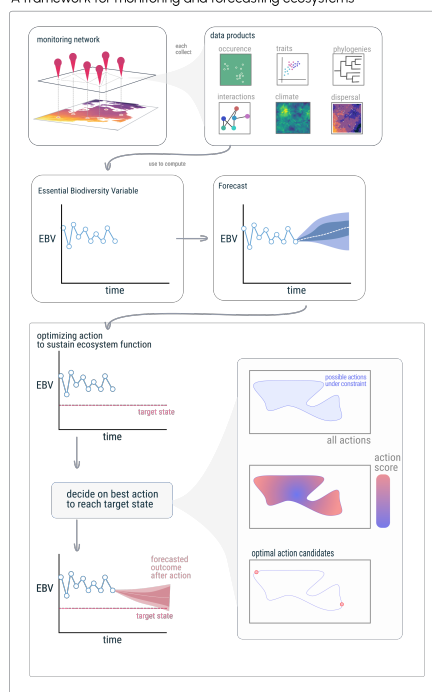 A framework for monitoring and forecasting ecosystems
monitoring network
each
collect
data products
occurence
traits
phylogenies
interactions
climate
dispersal
use to compute
Essential Biodiversity Variable
EBV
time
Forecast
EBV
time
optimizing action
to sustain ecosystem function
EBV
target state
time
decide on best action
to reach target state
EBV
forecasted
outcome
after action
target state
time
possible actions
under constraint
all actions
action
score
optimal action candidates